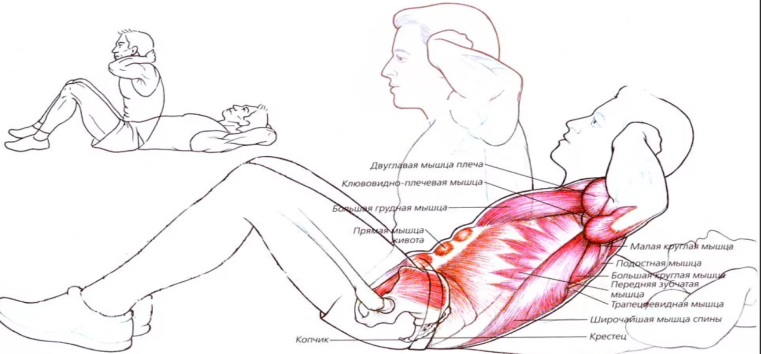 Двуглавая мышца плеча
Клювовидно-плечевая мышца
Большая грудная мышца
Прямая мышца
живота
Малая круглая мышца
Подостная мышца
Большая круглая мышца
Передняя зубчатая
мышца
Трапециевидная мышца
Широчайшая мышца спины
Копчик
Крестец